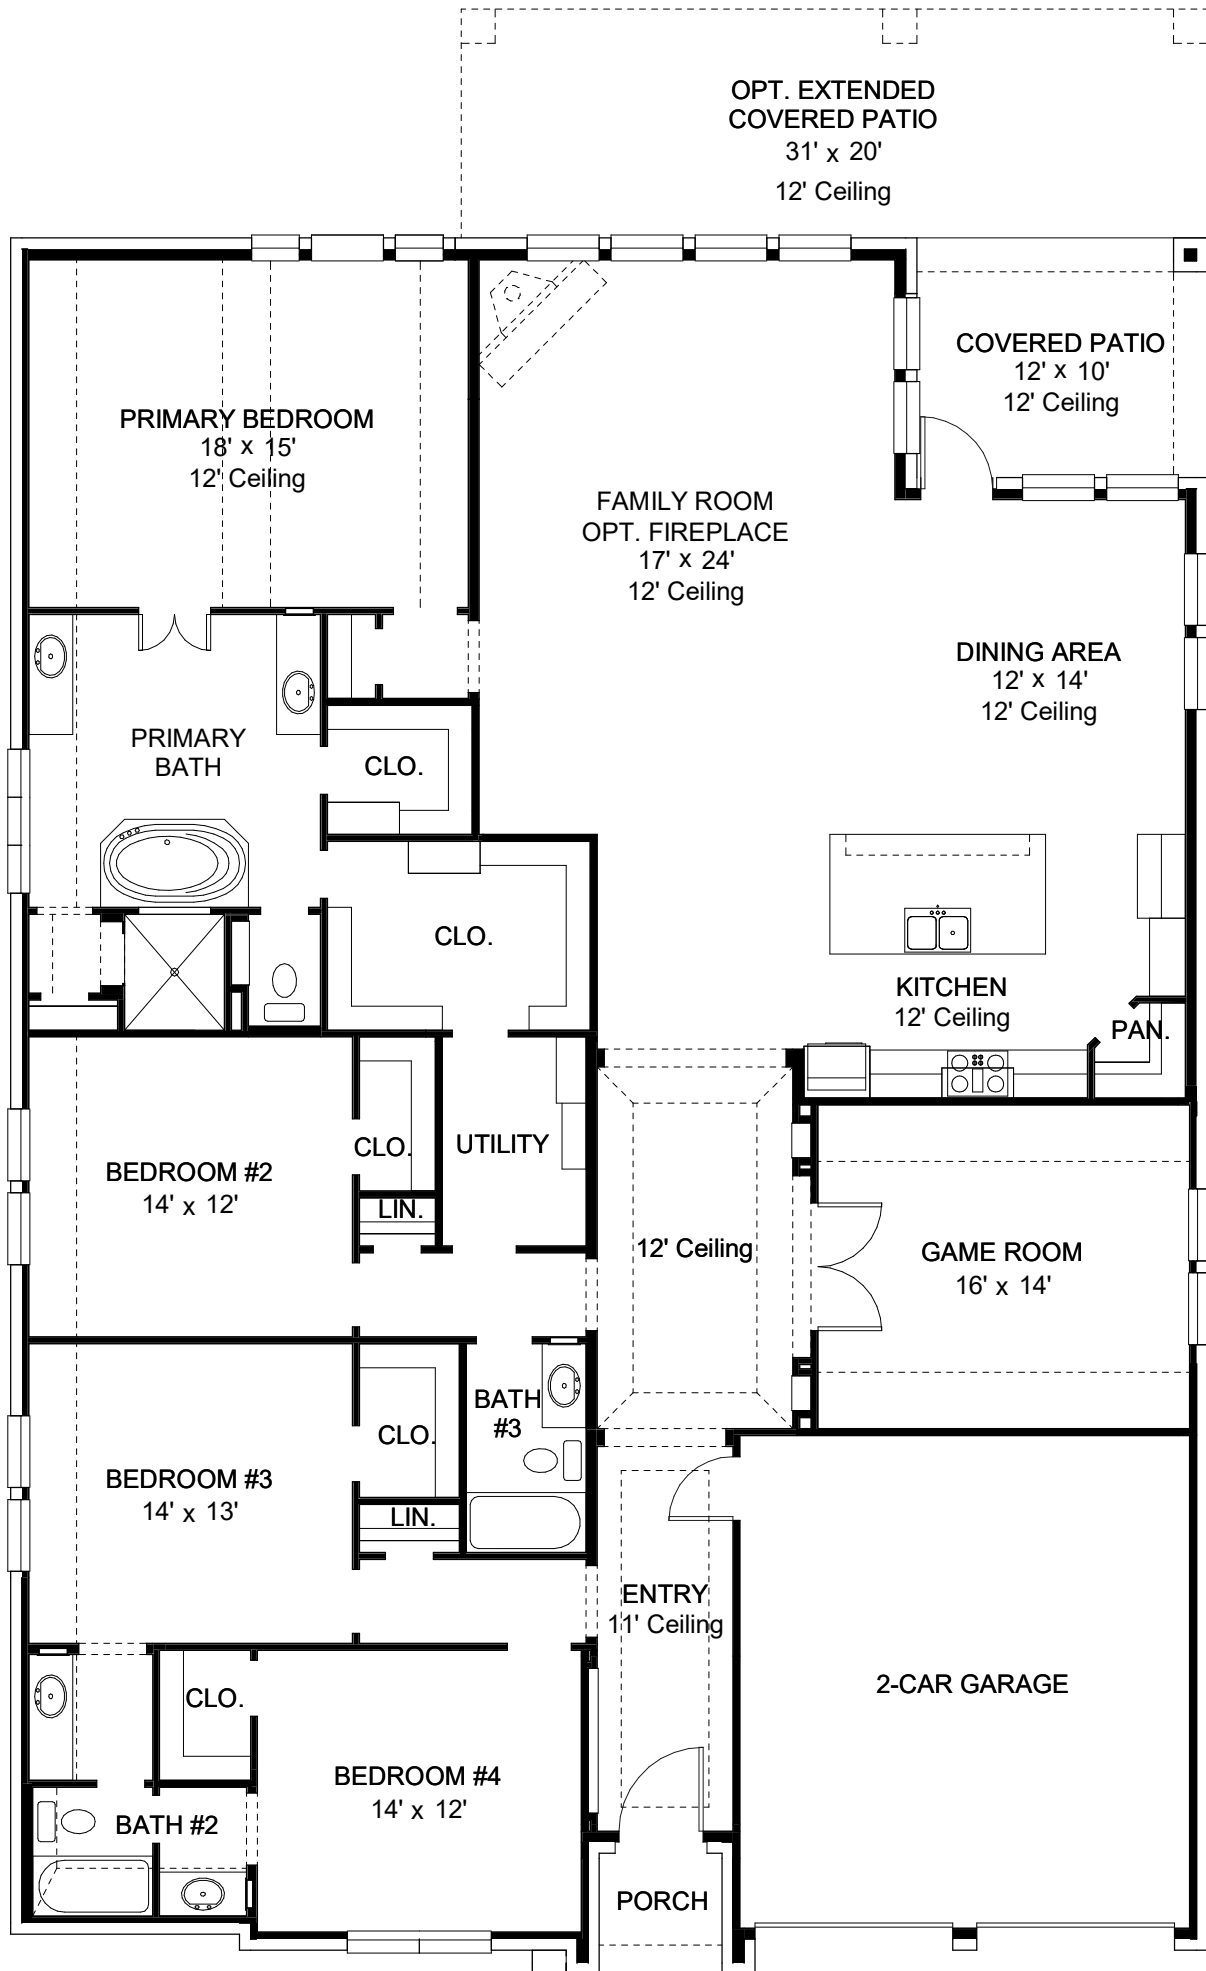 OPT. EXTENDED
COVERED PATIO
31' x 20'
12' Ceiling
COVERED PATIO
12' x 10'
12' Ceiling
PRIMARY BEDROOM
18' x 15'
12' Ceiling
FAMILY ROOM
OPT. FIREPLACE
17' x 24'
12' Ceiling
DINING AREA
12' x 14'
12' Ceiling
PRIMARY
BATH
CLO.
CLO.
KITCHEN
12' Ceiling
PAN.
BEDROOM #2
14' x 12'
CLO.
UTILITY
LIN.
12' Ceiling
GAME ROOM
16' x 14'
BATH
#3
BEDROOM #3
14' x 13'
CLO.
LIN.
ENTRY
11' Ceiling
2-CAR GARAGE
CLO.
BEDROOM #4
14' x 12'
BATH #2
PORCH